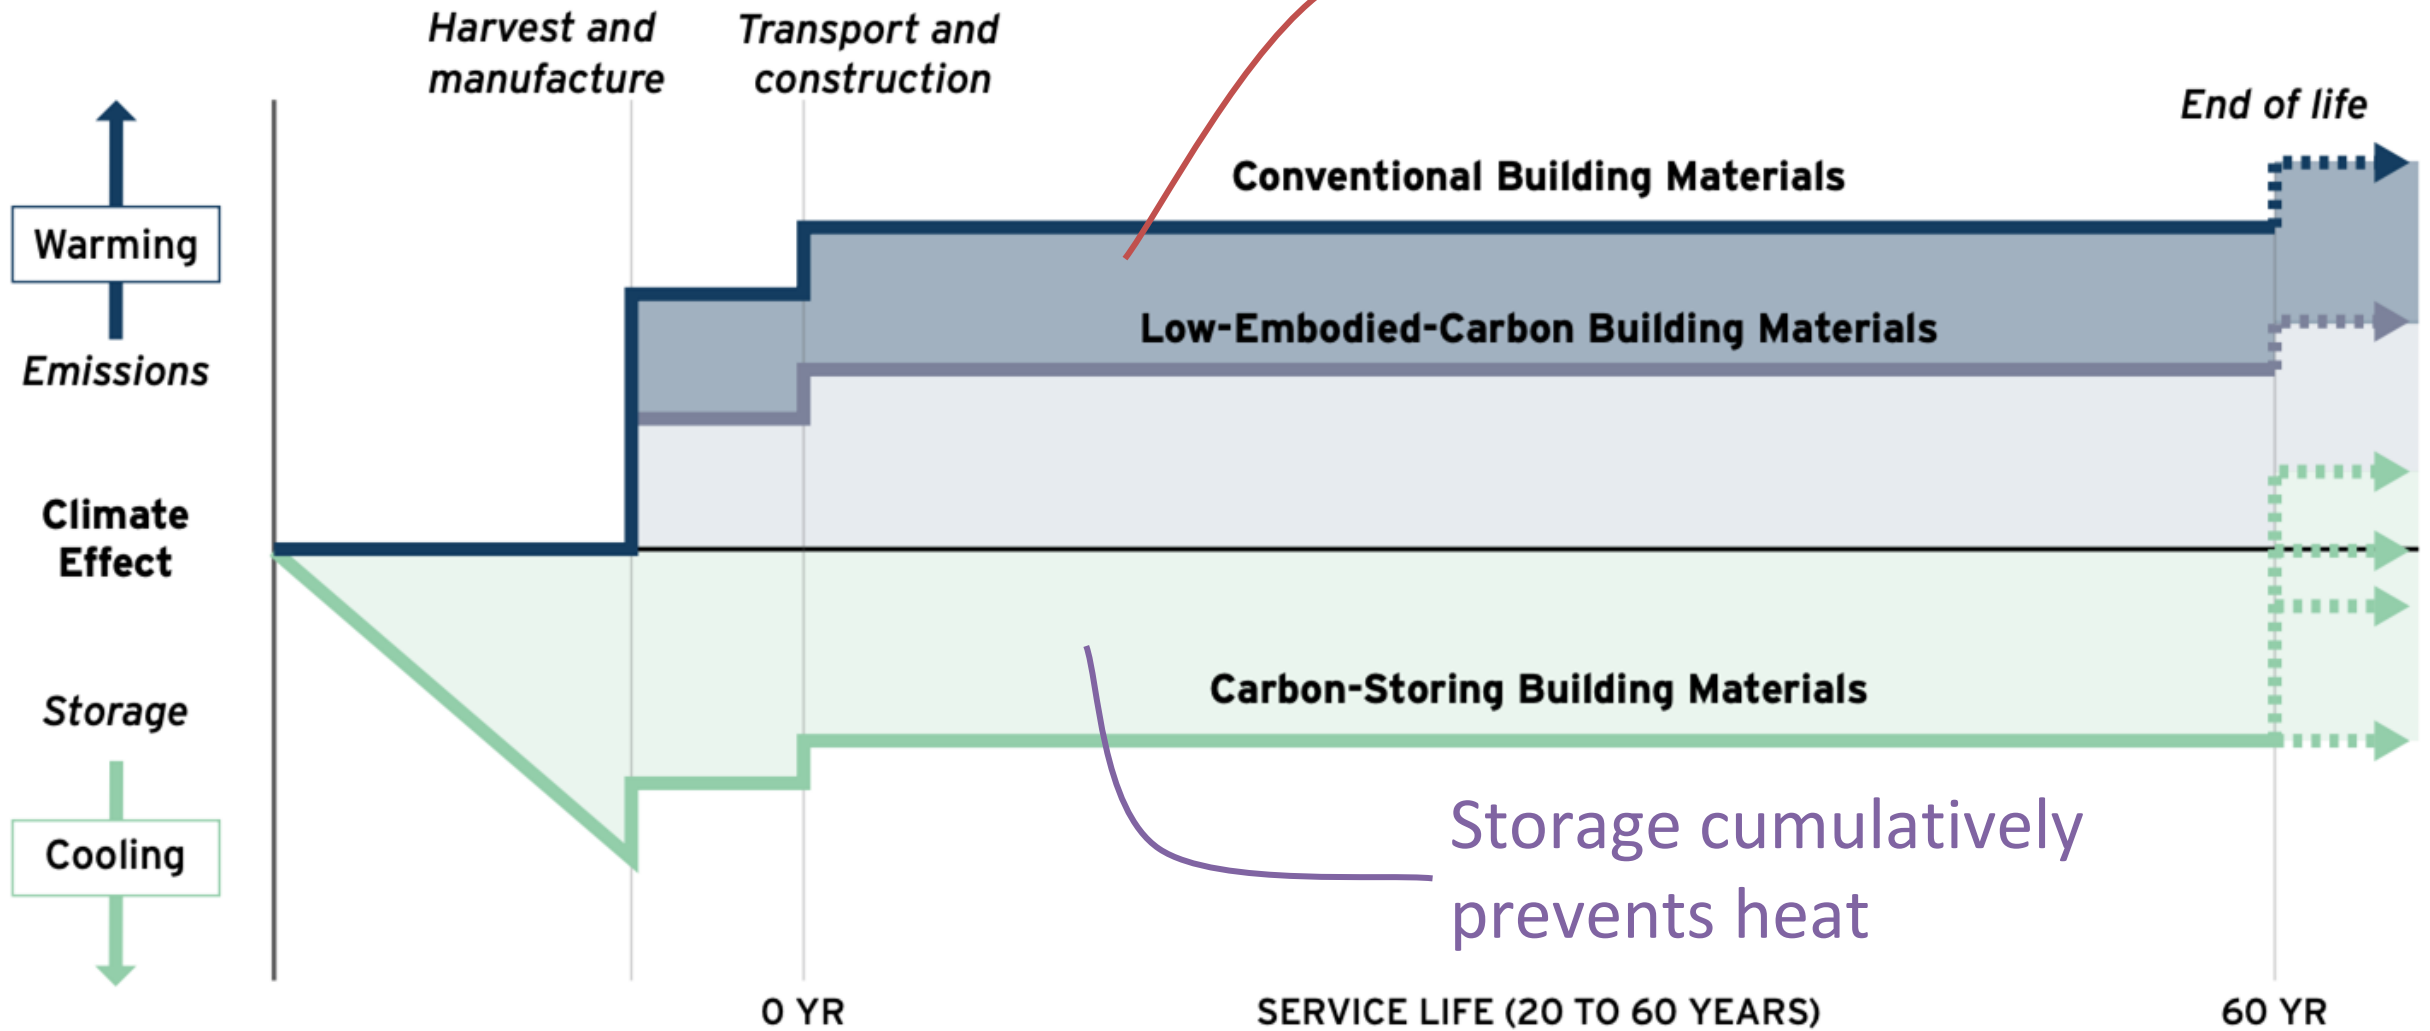 Harvest and
manufacture
Transport and
construction
End of life
Conventional Building Materials
Warming
Low-Embodied-Carbon Building Materials
Emissions
Climate
Effect
Carbon-Storing Building Materials
Storage
Cooling
Storage cumulatively
prevents heat
0 YR
SERVICE LIFE (20 TO 60 YEARS)
60 YR